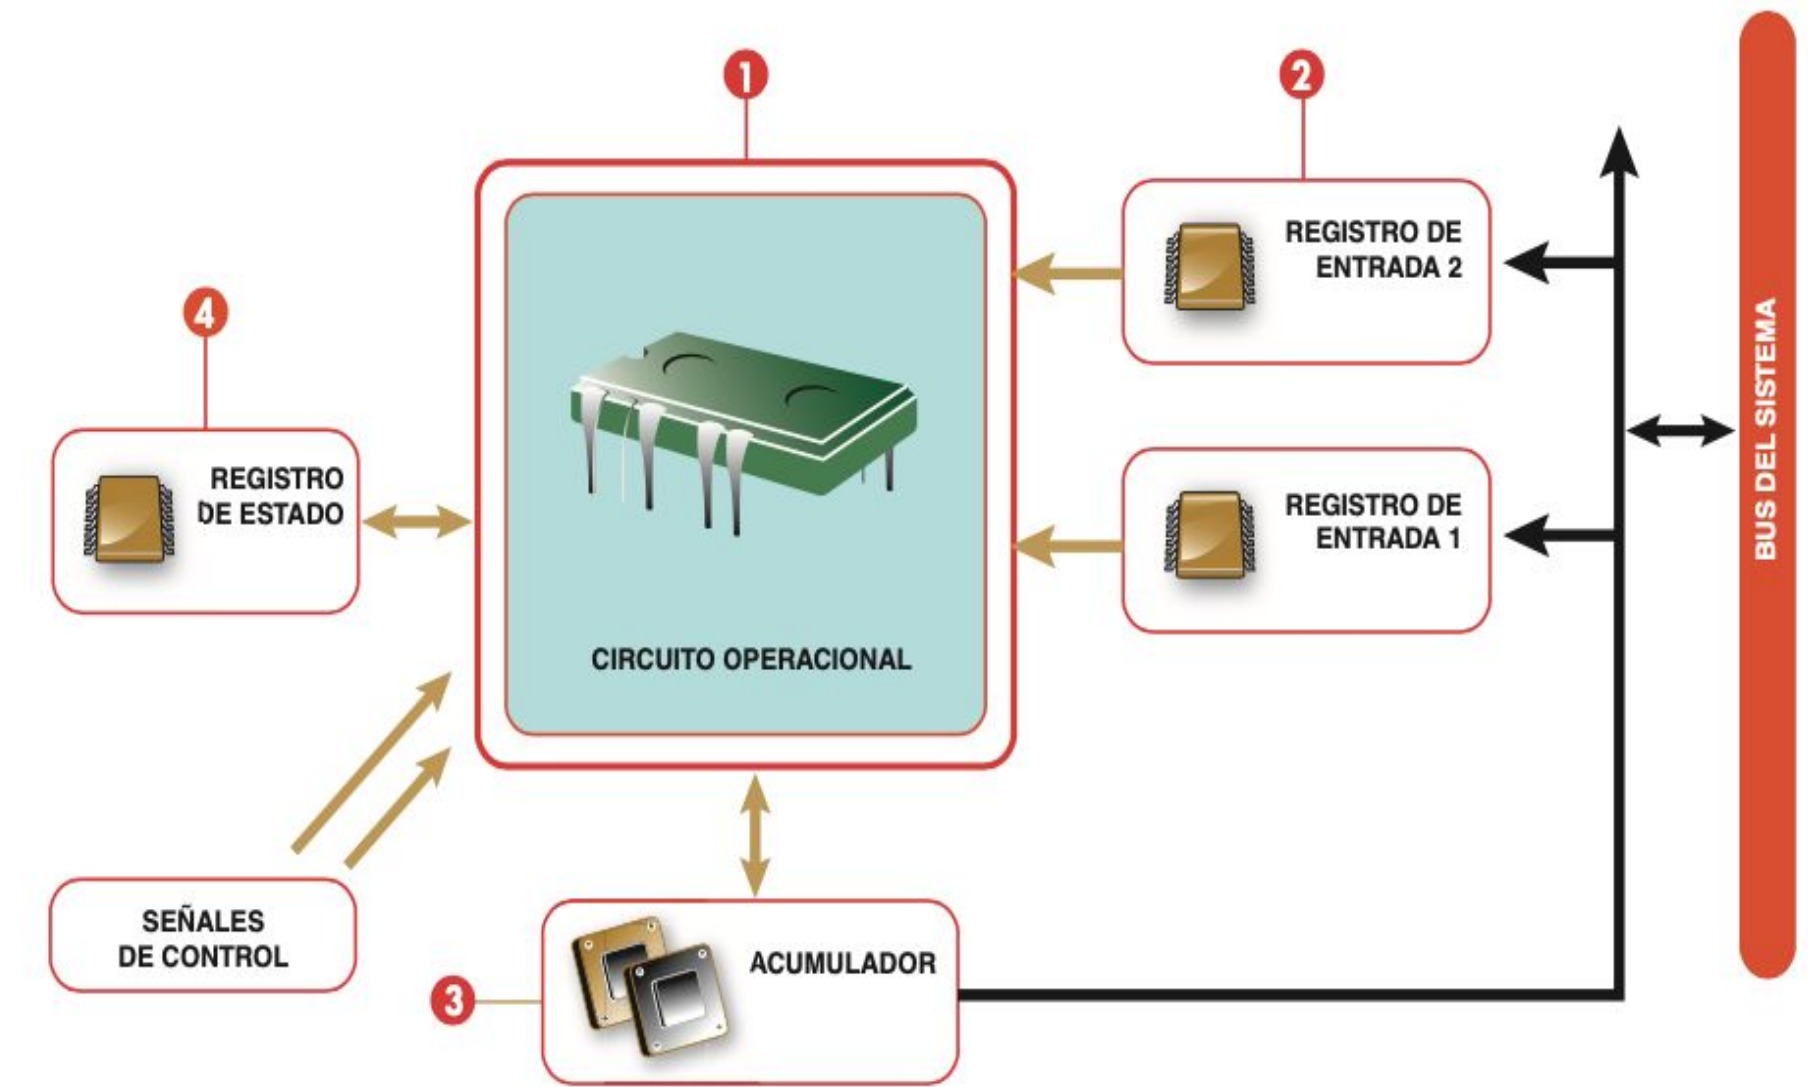 1
2
REGISTRO DE
ENTRADA 2
4
REGISTRO
DE ESTADO
REGISTRO DE
ENTRADA 1
CIRCUITO OPERACIONAL
BUS DEL SISTEMA
SEÑALES
DE CONTROL
ACUMULADOR
3